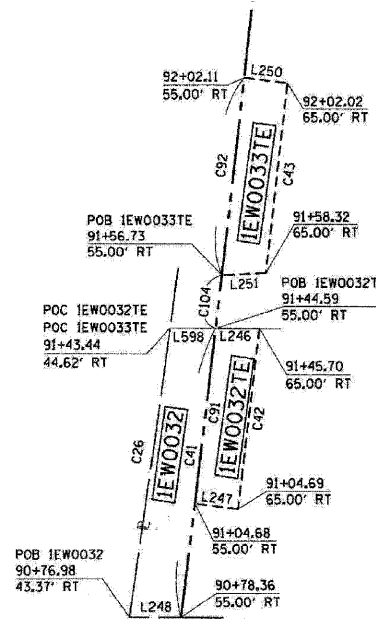 L250
92+02.11
55.00' RT
92+02.02
65.00' RT
C92
1EW0033TE
C43
POB 1EW0033TE
91+56.73
55.00' RT
91+58.32
65.00' RT
L251
C104
POB 1EW0032T
91+44.59
55.00' RT
POC 1EW0032TE
POC 1EW0033TE
91+43.44
44.62' RT
L598
L246
91+45.70
65.00' RT
C91
1EW0032TE
C42
C26
1EW0032
C41
L247
91+04.69
65.00' RT
91+04.68
55.00' RT
POB 1EW0032
90+76.98
43.37' RT
L248
90+78.36
55.00' RT